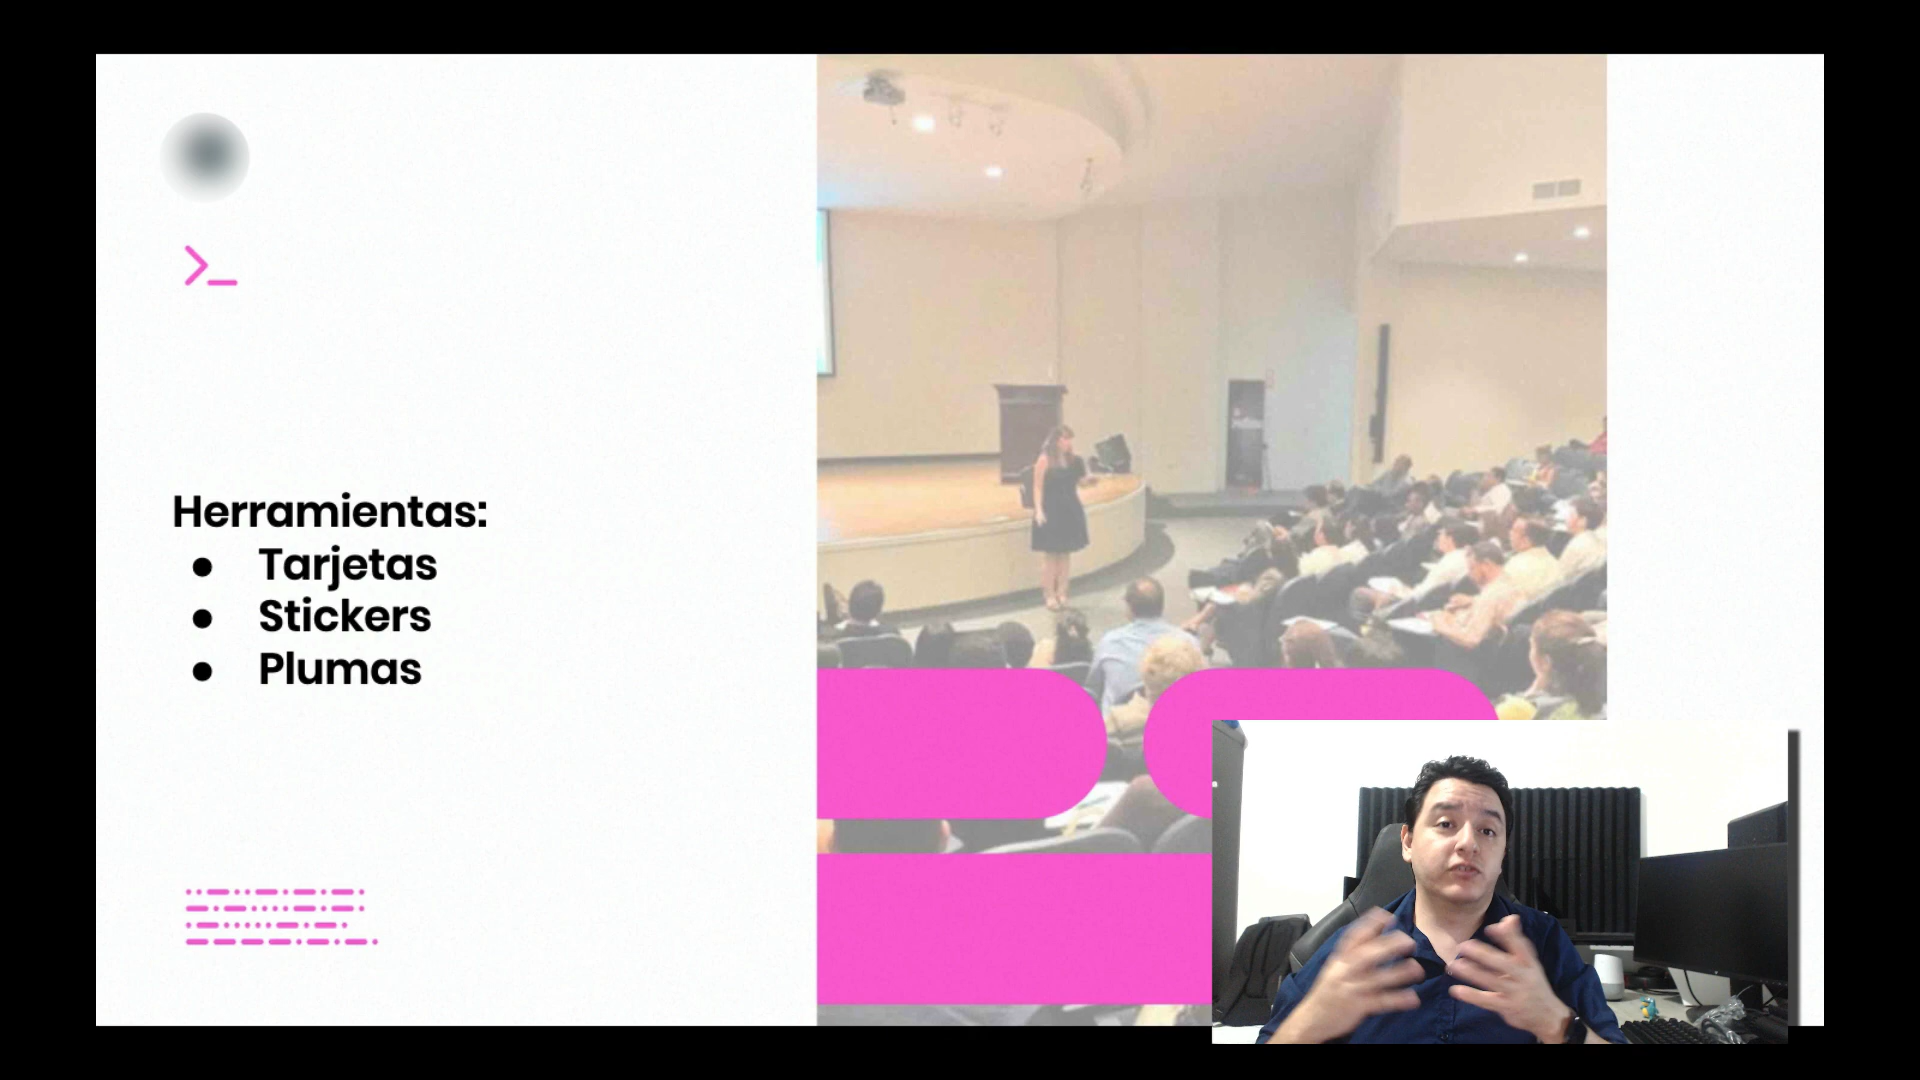 Herramientas:
● Tarjetas
● Stickers
● Plumas